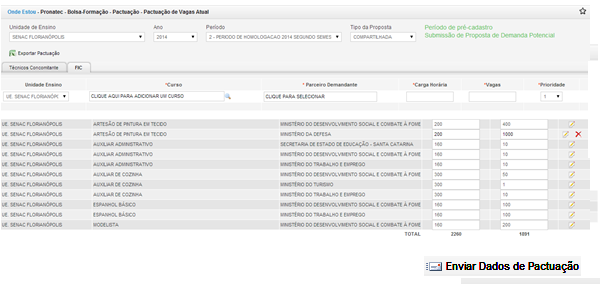 Onde Estou - Pronatec - Bolsa-Formação - Pactuação - Pactuação de Vagas Atual
Unidade de Ensino Ano Período Tipo da Proposta
SENAC FLORIANÓPOLIS 2014 2 - PERIODO DE HOMOLOGACAO 2014 SEGUNDO SEMES COMPARTILHADA
Período de pré-cadastro
Submissão de Proposta de Demanda Potencial
Exportar Pactuação
Técnicos Concomitante FIC
Unidade Ensino *Curso * Parceiro Demandante *Carga Horária *Vagas *Prioridade
UE. SENAC FLORIANÓPOL CLIQUE AQUI PARA ADICIONAR UM CURSO CLIQUE PARA SELECIONAR 1
UE. SENAC FLORIANÓPOLIS ARTESÃO DE PINTURA EM TECIDO MINISTÉRIO DO DESENVOLVIMENTO SOCIAL E COMBATE À FOME 200 400
UE. SENAC FLORIANÓPOLIS ARTESÃO DE PINTURA EM TECIDO MINISTÉRIO DA DEFESA 200 1000
UE. SENAC FLORIANÓPOLIS AUXILIAR ADMINISTRATIVO SECRETARIA DE ESTADO DE EDUCAÇÃO - SANTA CATARINA 160 10
UE. SENAC FLORIANÓPOLIS AUXILIAR ADMINISTRATIVO MINISTÉRIO DO DESENVOLVIMENTO SOCIAL E COMBATE À FOME 160 10
UE. SENAC FLORIANÓPOLIS AUXILIAR ADMINISTRATIVO MINISTÉRIO DO TRABALHO E EMPREGO 160 10
UE. SENAC FLORIANÓPOLIS AUXILIAR DE COZINHA MINISTÉRIO DO DESENVOLVIMENTO SOCIAL E COMBATE À FOME 300 50
UE. SENAC FLORIANÓPOLIS AUXILIAR DE COZINHA MINISTÉRIO DO TURISMO 300 1
UE. SENAC FLORIANÓPOLIS AUXILIAR DE COZINHA MINISTÉRIO DO TRABALHO E EMPREGO 300 10
UE. SENAC FLORIANÓPOLIS ESPANHOL BÁSICO MINISTÉRIO DO DESENVOLVIMENTO SOCIAL E COMBATE À FOME 160 100
UE. SENAC FLORIANÓPOLIS ESPANHOL BÁSICO MINISTÉRIO DO TRABALHO E EMPREGO 160 100
UE. SENAC FLORIANÓPOLIS MODELISTA MINISTÉRIO DO DESENVOLVIMENTO SOCIAL E COMBATE À FOME 160 200
TOTAL 2260 1891
Enviar Dados de Pactuação